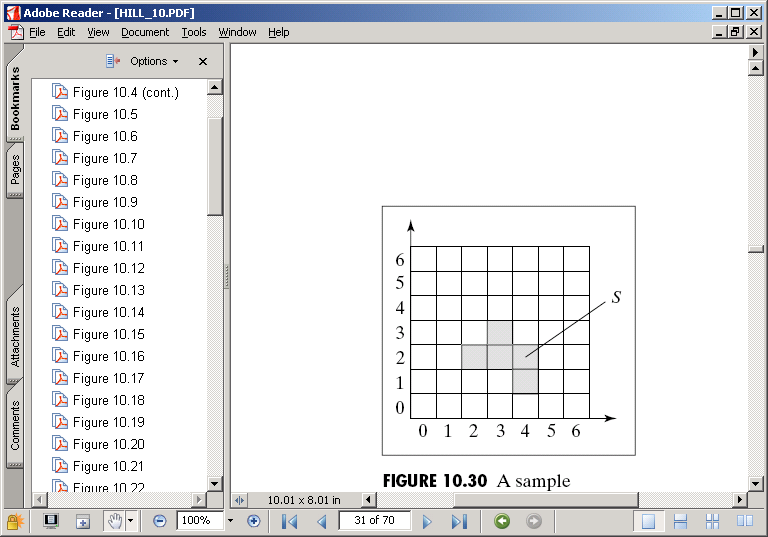 Adobe Reader - [HILL_10.PDF]
File Edit View Document Tools Window Help
Options
Bookmarks
Pages
Attachments
Comments
Figure 10.4 (cont.)
Figure 10.5
Figure 10.6
Figure 10.7
Figure 10.8
Figure 10.9
Figure 10.10
Figure 10.11
Figure 10.12
Figure 10.13
Figure 10.14
Figure 10.15
Figure 10.16
Figure 10.17
Figure 10.18
Figure 10.19
Figure 10.20
Figure 10.21
Figure 10.22
6
5
4
3
2
1
0
S
0 1 2 3 4 5 6
FIGURE 10.30 A sample
10.01 x 8.01 in
100%
31 of 70